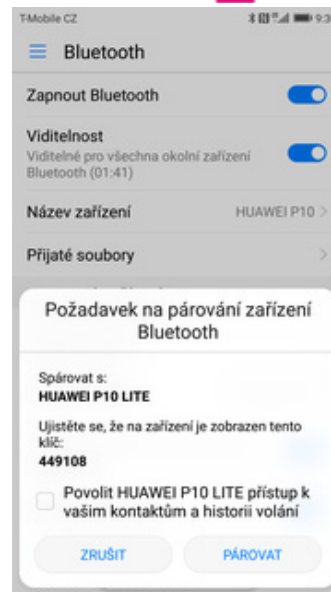 T-Mobile CZ
Bluetooth
Zapnout Bluetooth
Viditelnost
Viditelné pro všechna okolní zařízení
Bluetooth (01:41)
Název zařízení HUAWEI P10
Přijaté soubory
Požadavek na párování zařízení
Bluetooth
Spárovat s:
HUAWEI P10 LITE
Ujistěte se, že na zařízení je zobrazen tento
klíč:
449108
Povolit HUAWEI P10 LITE přístup k
vašim kontaktům a historii volání
ZRUŠIT PÁROVAT